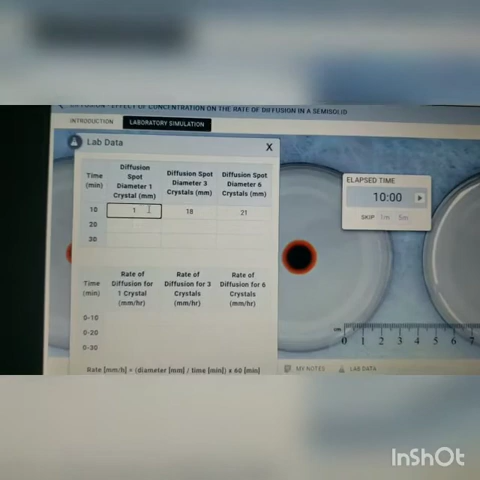 DIFFUSION - EFFECT OF CONCENTRATION ON THE RATE OF DIFFUSION IN A SEMISOLID
INTRODUCTION LABORATORY SIMULATION
Lab Data X
Time (min) Diffusion Spot Diameter 1 Crystal (mm) Diffusion Spot Diameter 3 Crystals (mm) Diffusion Spot Diameter 6 Crystals (mm)
10 1 18 21
20
30
Time (min) Rate of Diffusion for 1 Crystal (mm/hr) Rate of Diffusion for 3 Crystals (mm/hr) Rate of Diffusion for 6 Crystals (mm/hr)
0-10
0-20
0-30
Rate [mm/h] = (diameter [mm] / time [min]) x 60 [min]
ELAPSED TIME
10:00
SKIP 1m 5m
cm
0 1 2 3 4 5 6 7
MY NOTES LAB DATA
InShOt